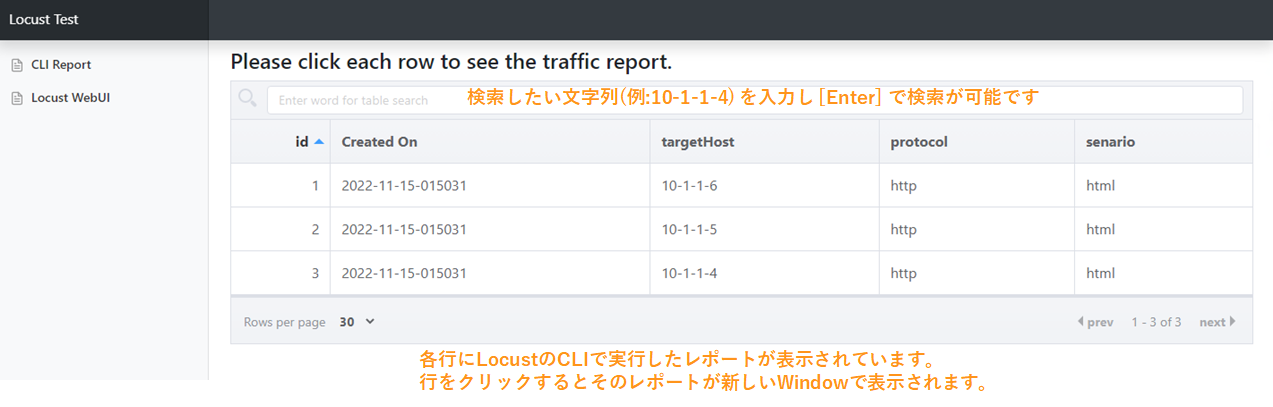 Locust Test
CLI Report
Locust WebUI
Please click each row to see the traffic report.
Enter word for table search
検索したい文字列(例:10-1-1-4) を入力し [Enter] で検索が可能です
id Created On targetHost protocol senario
1 2022-11-15-015031 10-1-1-6 http html
2 2022-11-15-015031 10-1-1-5 http html
3 2022-11-15-015031 10-1-1-4 http html
Rows per page 30 prev 1 - 3 of 3 next
各行にLocustのCLIで実行したレポートが表示されています。
行をクリックするとそのレポートが新しいWindowで表示されます。